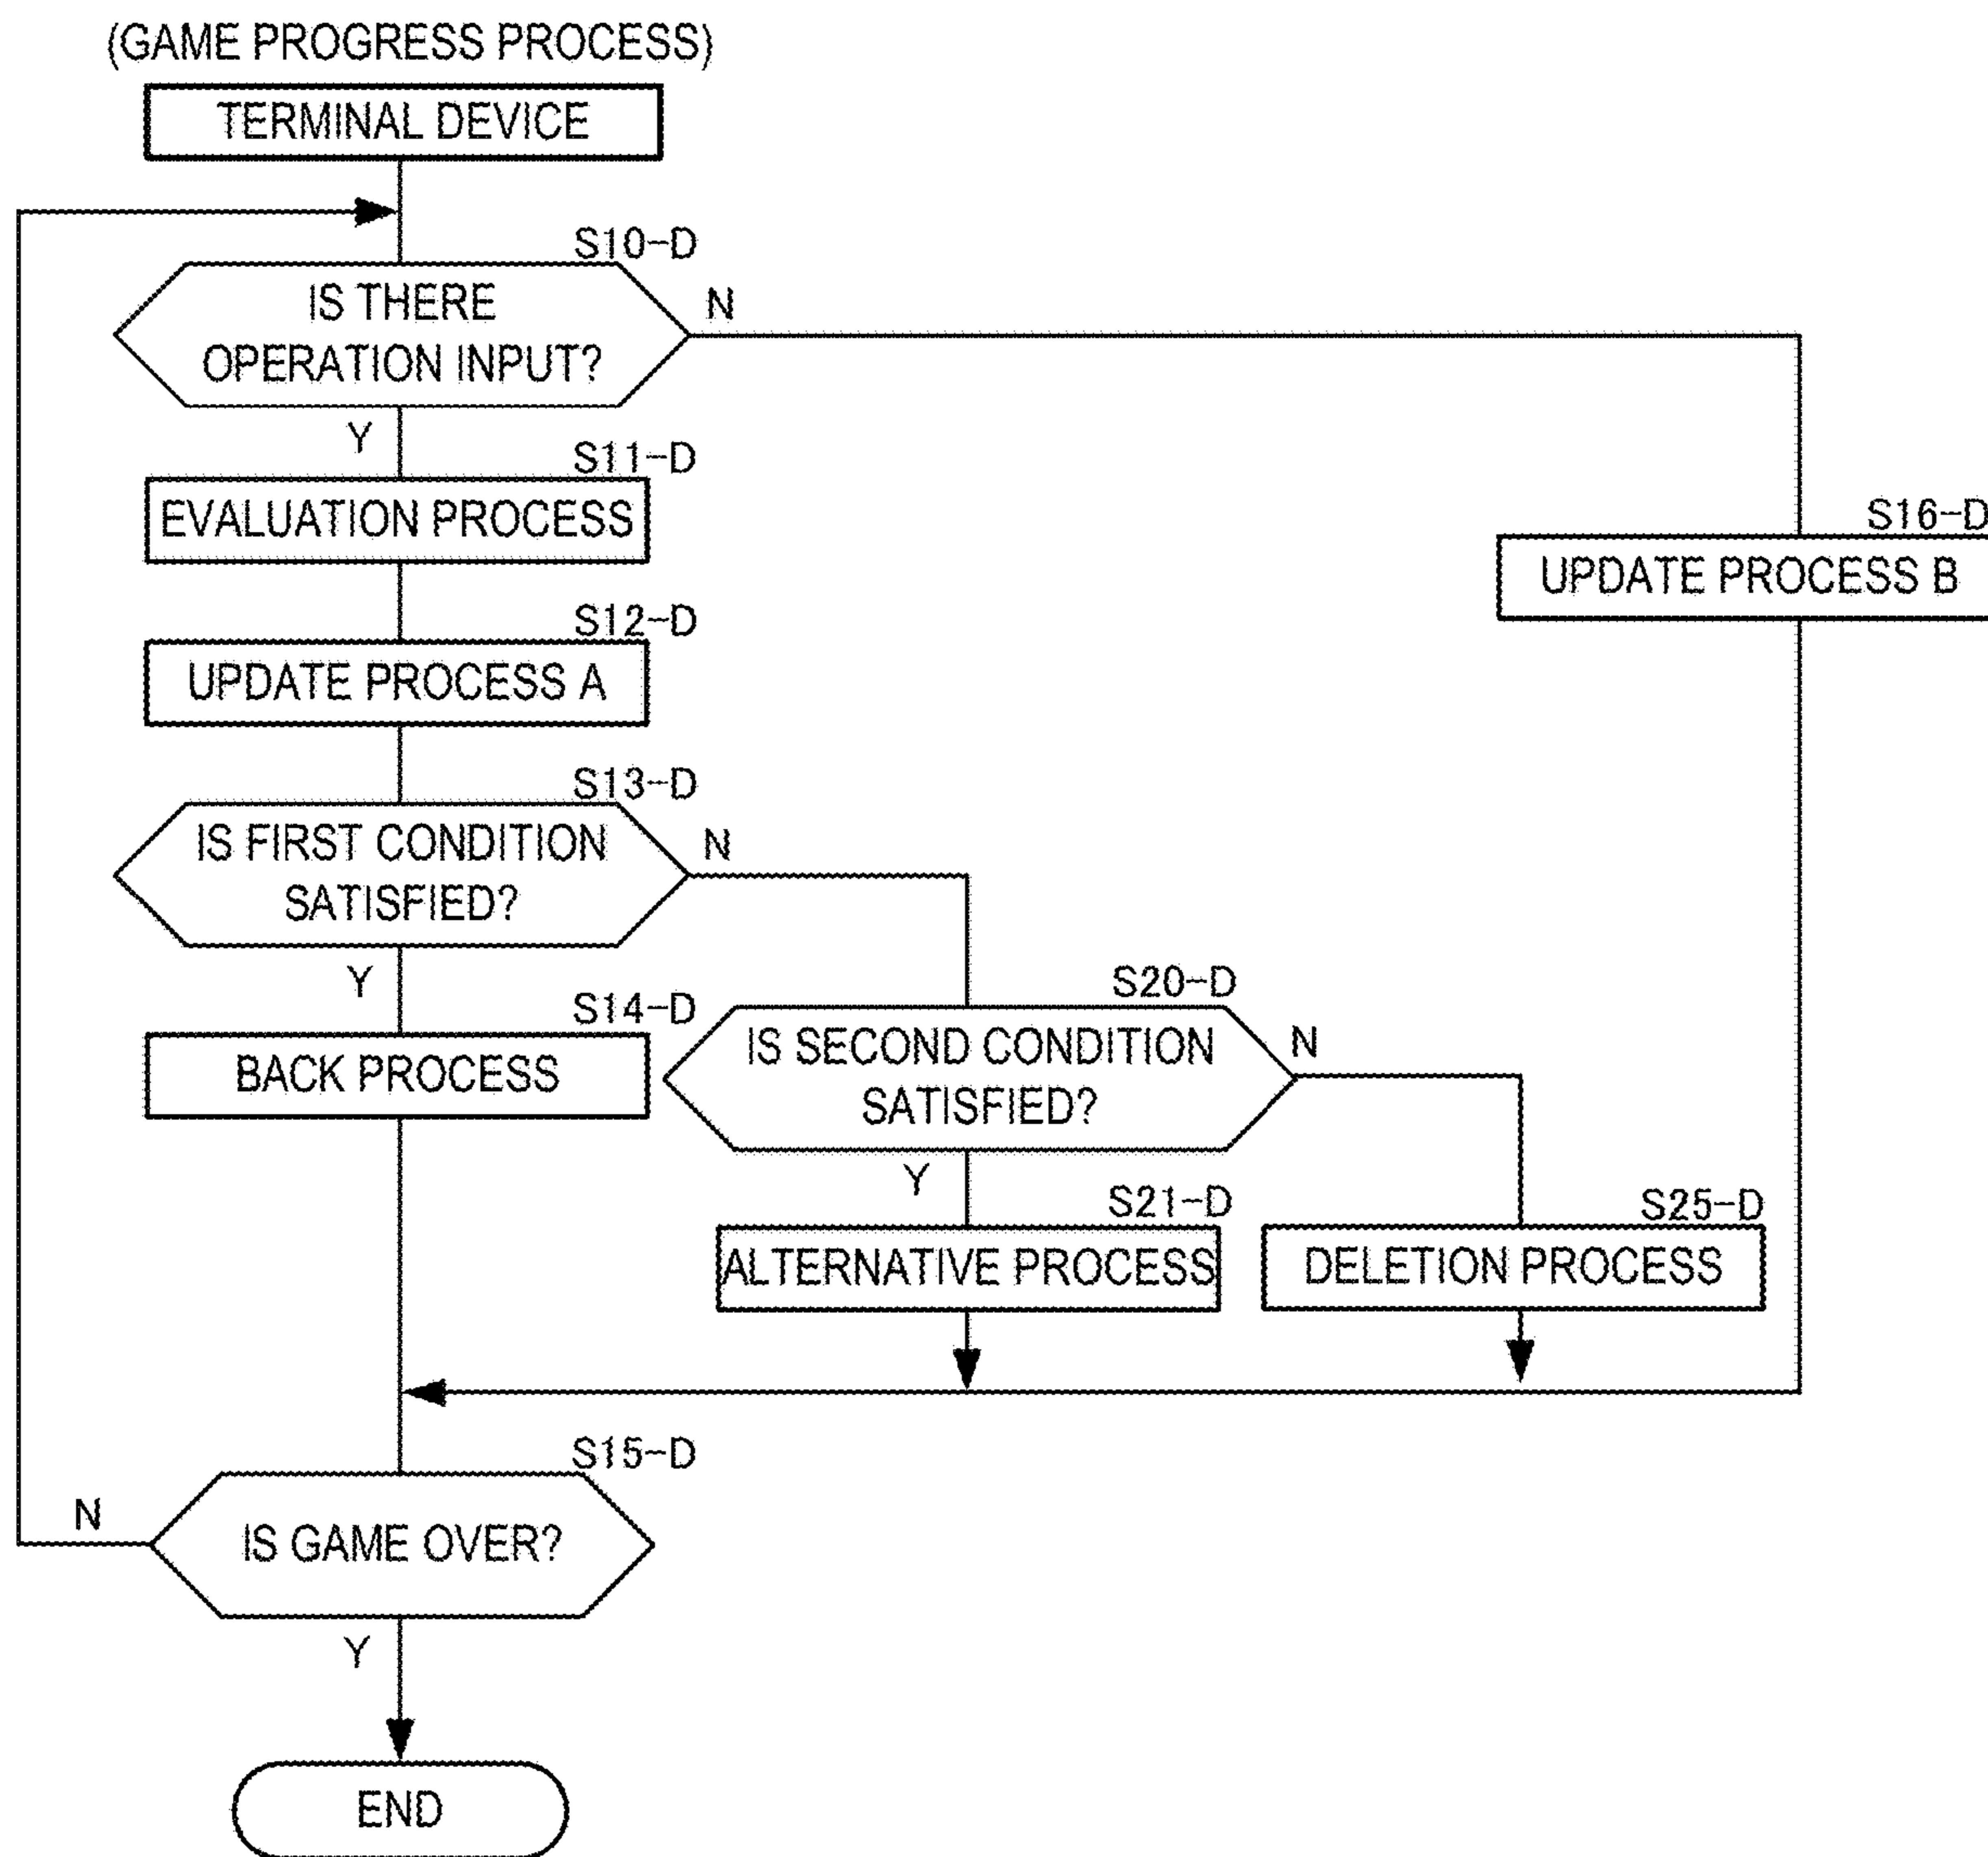 (GAME PROGRESS PROCESS)
TERMINAL DEVICE
S10-D
IS THERE
OPERATION INPUT?
N
Y
S11-D
EVALUATION PROCESS
S16-D
UPDATE PROCESS B
S12-D
UPDATE PROCESS A
S13-D
IS FIRST CONDITION
SATISFIED?
N
Y
S14-D
BACK PROCESS
S20-D
IS SECOND CONDITION
SATISFIED?
N
Y
S21-D
ALTERNATIVE PROCESS
S25-D
DELETION PROCESS
S15-D
IS GAME OVER?
N
Y
END